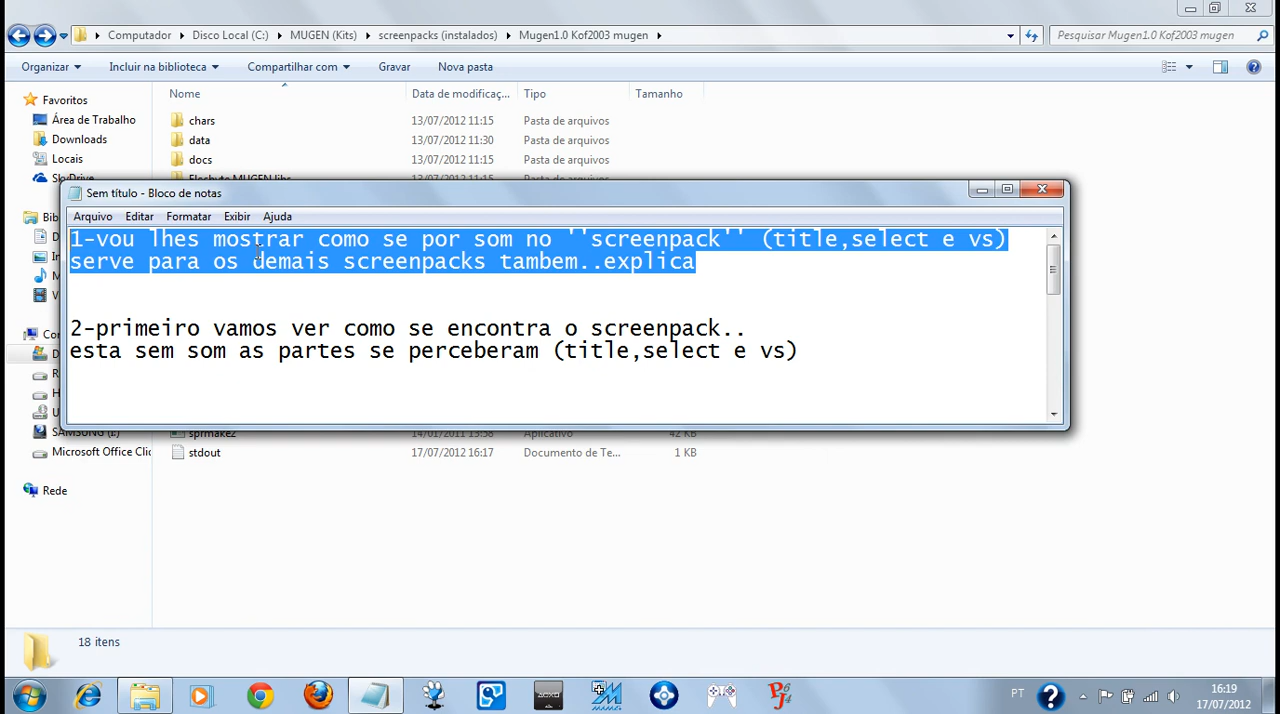 Computador
Disco Local (C:)
MUGEN (Kits)
screenpacks (instalados)
Mugen1.0 Kof2003 mugen
Pesquisar Mugen1.0 Kof2003 mugen
Organizar
Incluir na biblioteca
Compartilhar com
Gravar
Nova pasta
Favoritos
Área de Trabalho
Downloads
Locais
Nome
Data de modificaç...
Tipo
Tamanho
chars
13/07/2012 11:15
Pasta de arquivos
data
13/07/2012 11:30
Pasta de arquivos
docs
13/07/2012 11:15
Pasta de arquivos
Sem título - Bloco de notas
Arquivo Editar Formatar Exibir Ajuda
1-vou lhes mostrar como se por som no ''screenpack'' (title,select e vs)
serve para os demais screenpacks tambem..explica
2-primeiro vamos ver como se encontra o screenpack..
esta sem som as partes se perceberam (title,select e vs)
Bib
SAMSUNG (I:)
Microsoft Office Clic
Rede
sprmake2
14/01/2011 13:58
Aplicativo
42 KB
stdout
17/07/2012 16:17
Documento de Te...
1 KB
18 itens
PT
16:19
17/07/2012